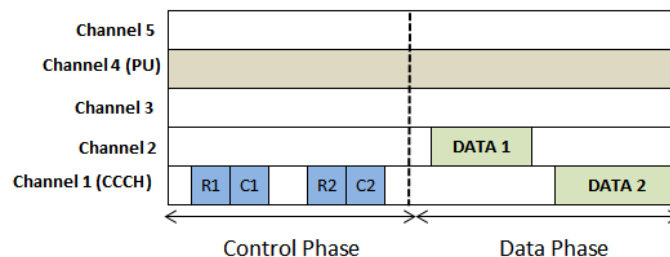 Channel 5
Channel 4 (PU)
Channel 3
Channel 2 DATA 1
Channel 1 (CCCH) R1 C1 R2 C2 DATA 2
Control Phase Data Phase